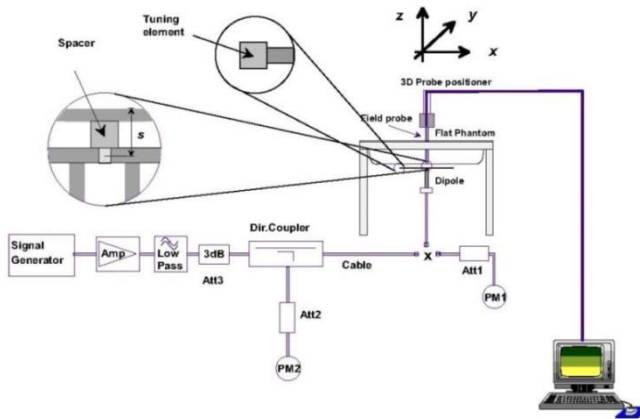 Tuning
element
Spacer
s
z
y
x
3D Probe positioner
Field probe
Flat Phantom
Dipole
Signal
Generator
Amp
Low
Pass
3dB
Att3
Dir.Coupler
Cable
X
Att1
PM1
Att2
PM2